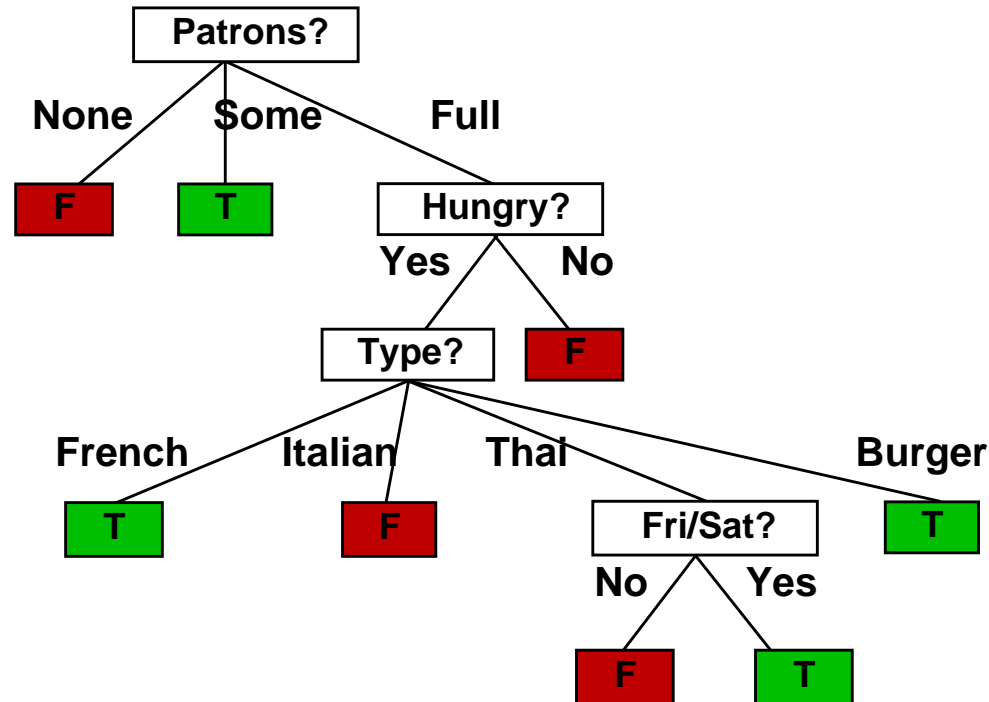 Patrons?
None Some Full
F T Hungry?
Yes No
Type? F
French Italian Thai Burger
T F Fri/Sat? T
No Yes
F T